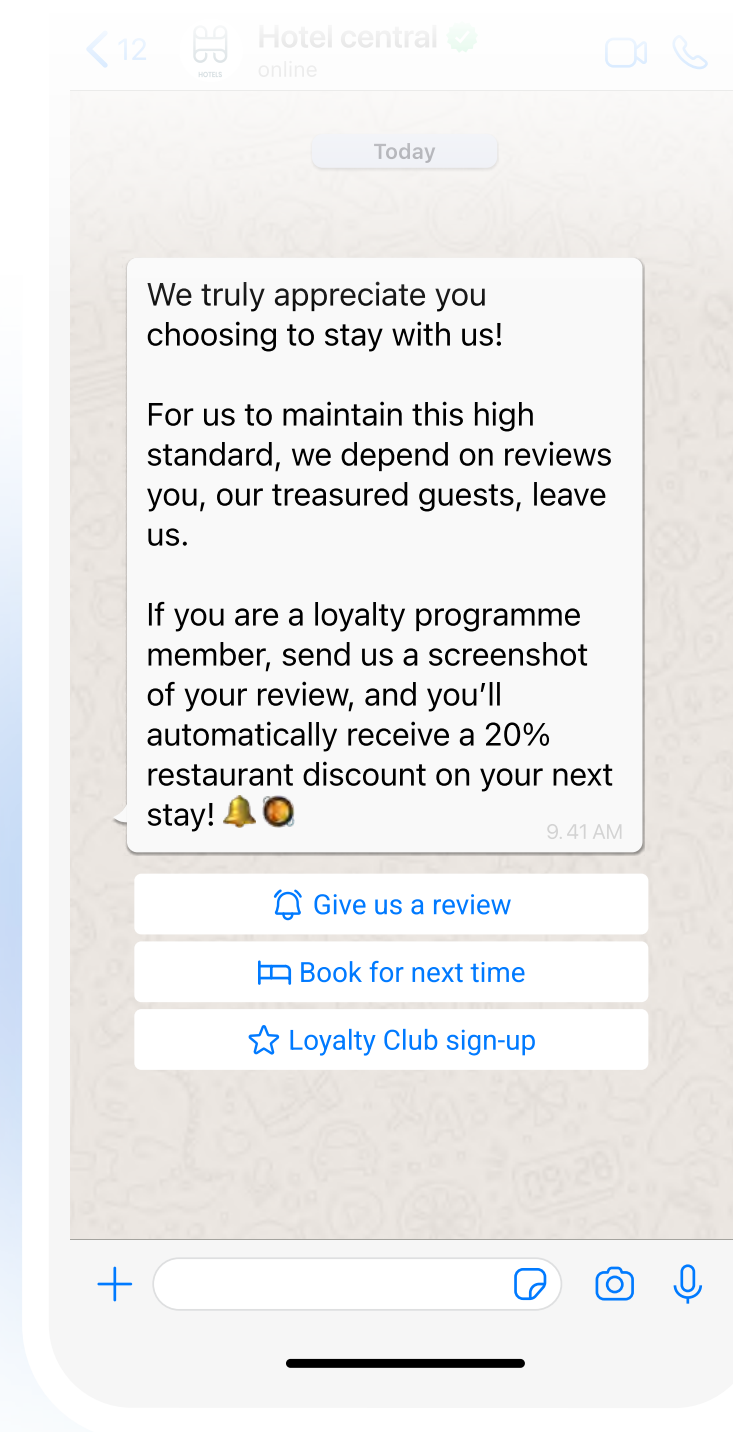 12
Hotel central
online
HOTELS
Today
We truly appreciate you
choosing to stay with us!
For us to maintain this high
standard, we depend on reviews
you, our treasured guests, leave
us.
If you are a loyalty programme
member, send us a screenshot
of your review, and you’ll
automatically receive a 20%
restaurant discount on your next
stay! 🔔🥘
9.41 AM
Give us a review
Book for next time
Loyalty Club sign-up
09:28